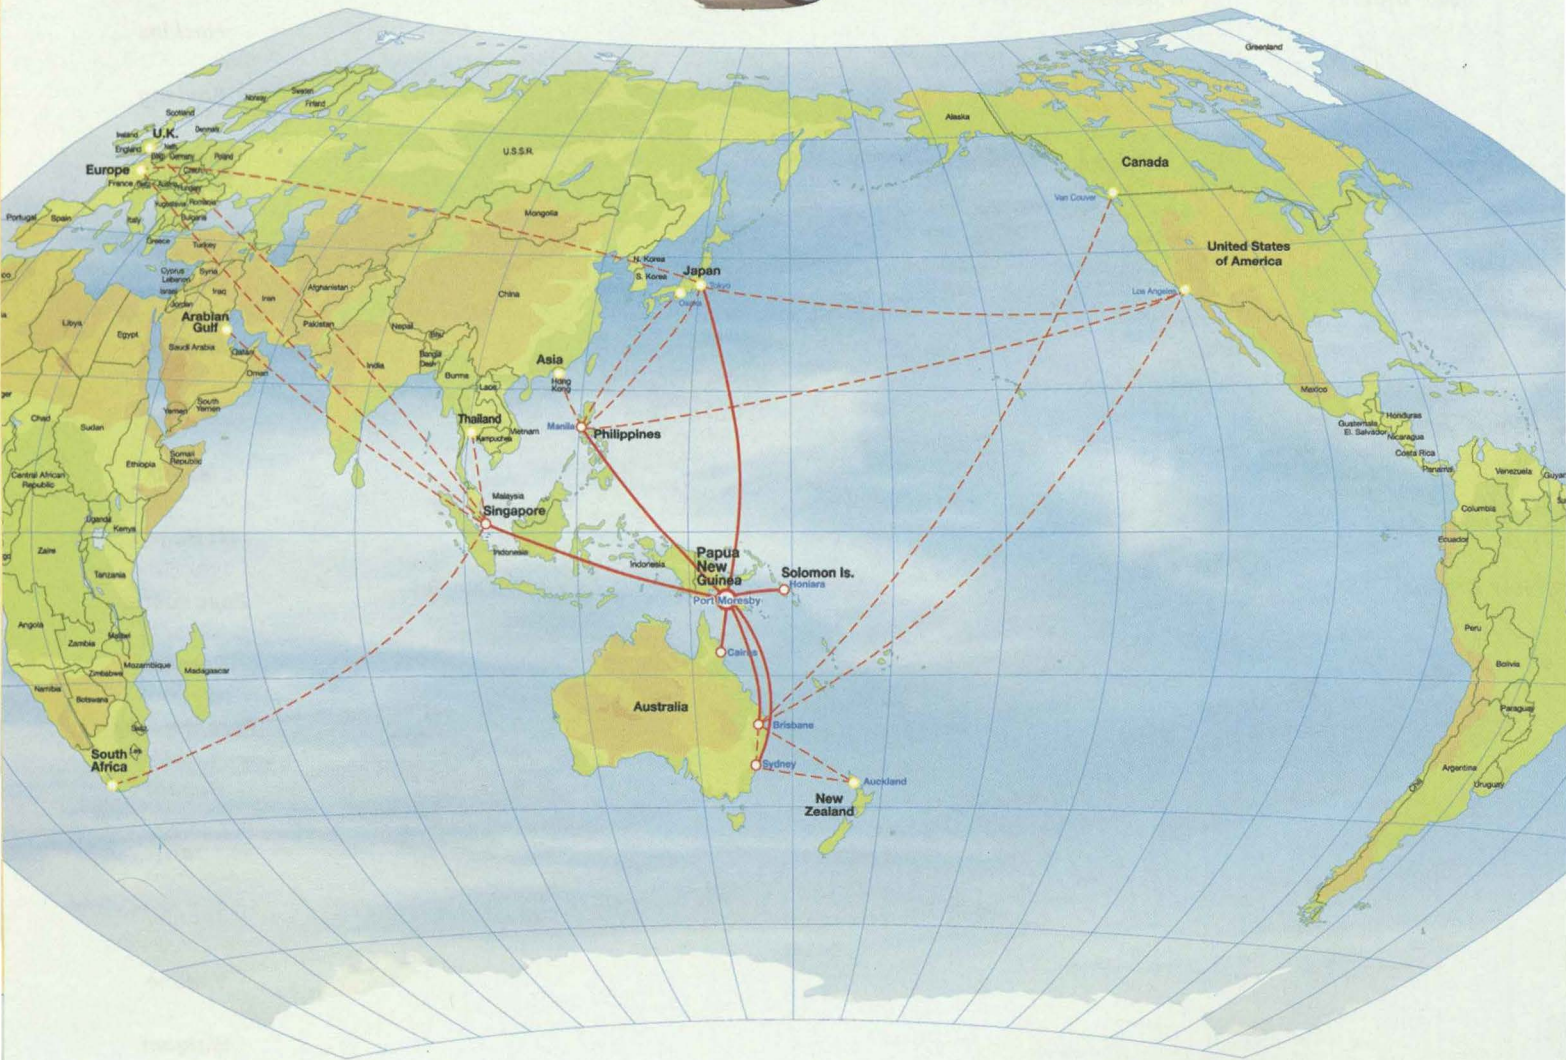 Greenland
Alaska
Canada
Van Couver
United States
of America
Los Angeles
Mexico
Honduras
Guatemala
El. Salvador
Nicaragua
Costa Rica
Panama
Venezuela
Columbia
Ecuador
Peru
Bolivia
Paraguay
Argentina
Uruguay
Norway
Sweden
Finland
Scotland
Ireland
U.K.
England
Poland
Germany
Europe
France
Hungary
Romania
Bulgaria
Portugal
Spain
Italy
Greece
Turkey
Cyprus
Lebanon
Syria
Israel
Jordan
Iraq
Iran
Afghanistan
Pakistan
Arabian
Gulf
Saudi Arabia
Qatar
Oman
Yemen
South
Yemen
U.S.S.R.
Mongolia
China
N. Korea
S. Korea
Japan
Tokyo
Osaka
Nepal
Bangla
Desh
India
Burma
Laos
Asia
Hong
Kong
Thailand
Vietnam
Kampuchea
Manila
Philippines
Malaysia
Singapore
Indonesia
Indonesia
Papua
New
Guinea
Port Moresby
Solomon Is.
Honiara
Cairns
Australia
Brisbane
Sydney
Auckland
New
Zealand
Libya
Egypt
Chad
Sudan
Ethiopia
Somali
Republic
Central African
Republic
Uganda
Kenya
Zaire
Tanzania
Angola
Zambia
Malawi
Mozambique
Zimbabwe
Namibia
Botswana
Madagascar
South
Africa